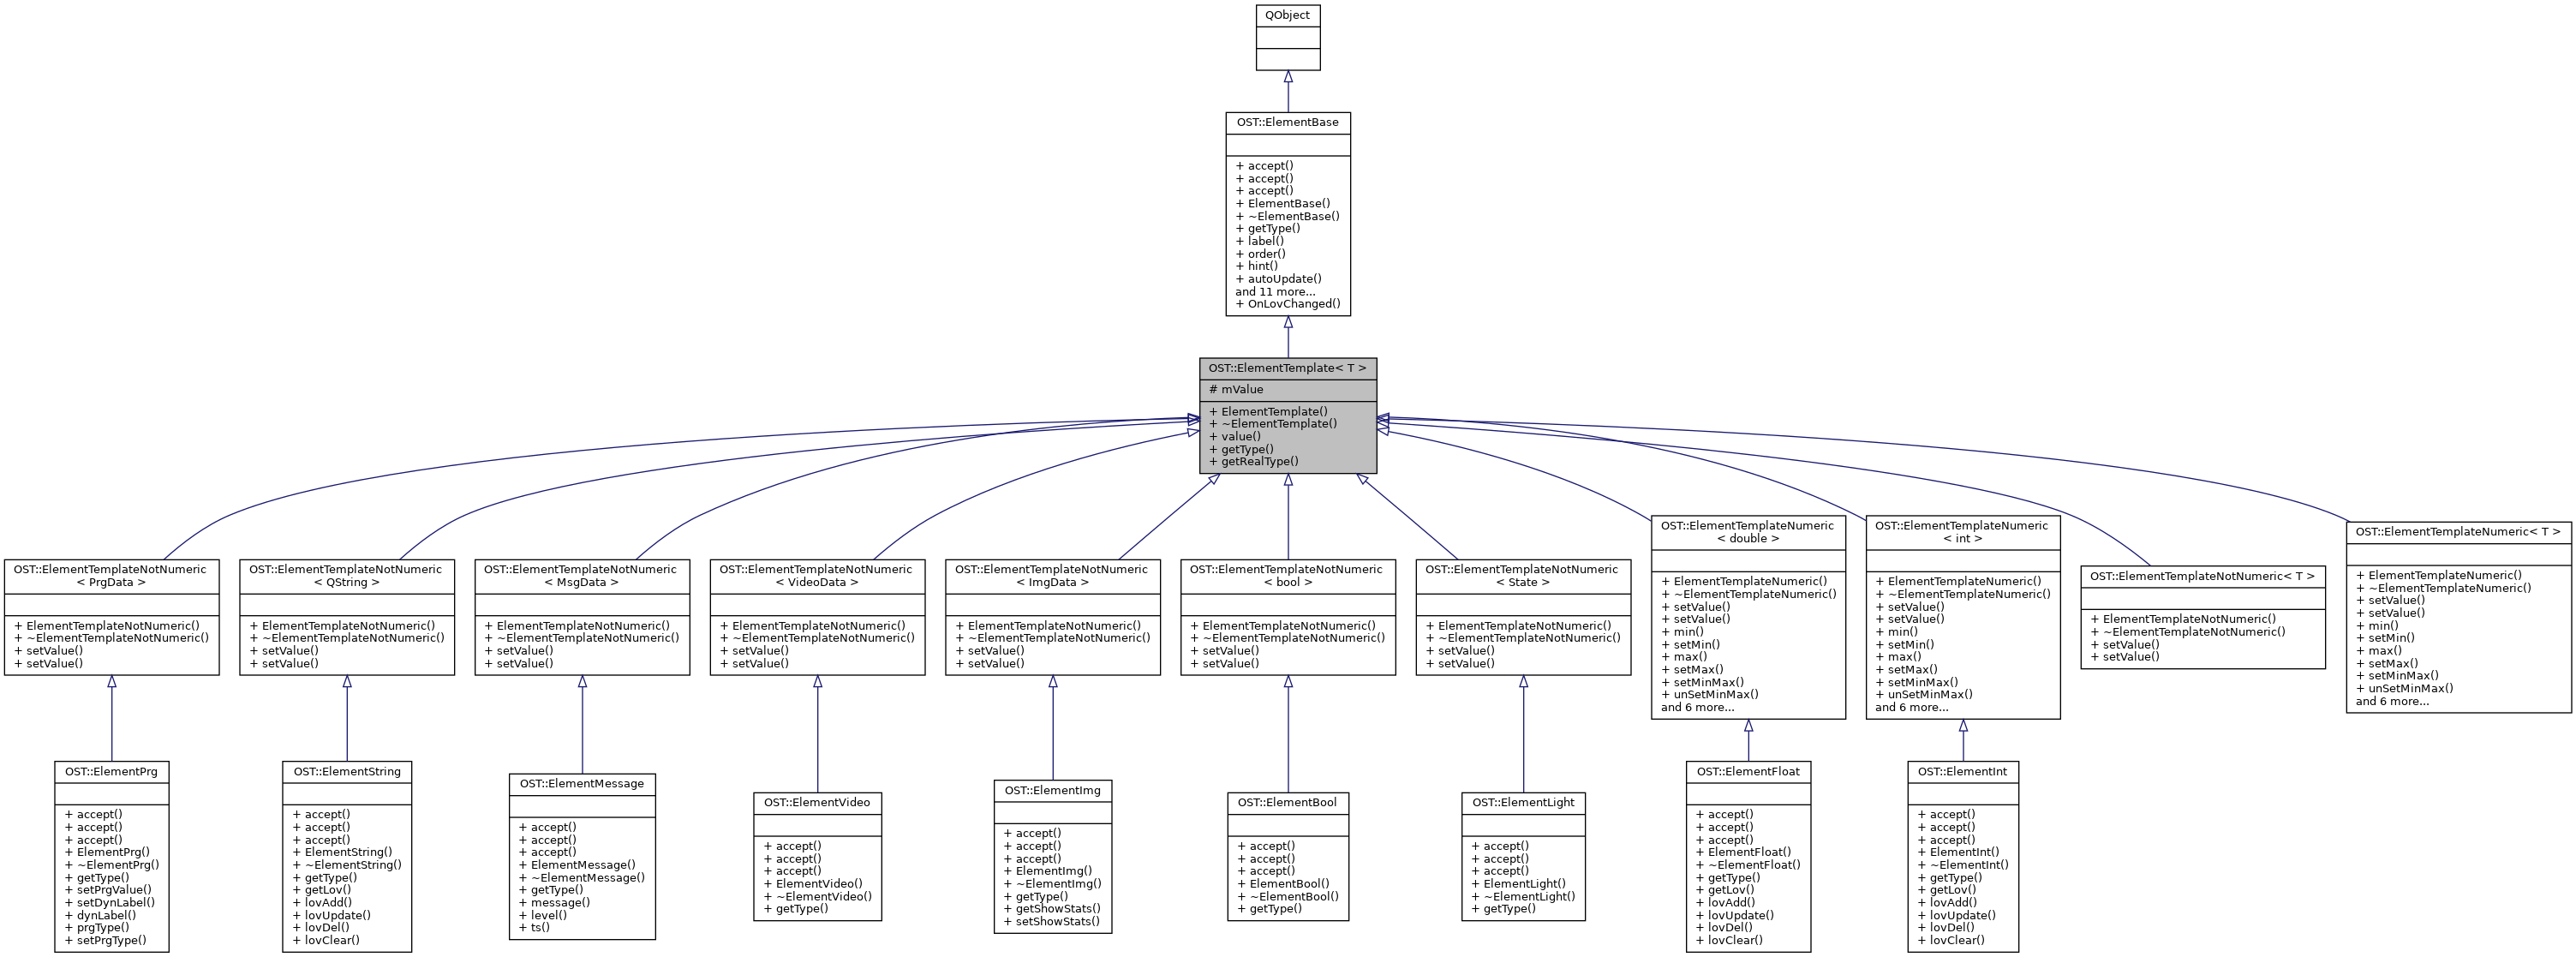 QObject
OST::ElementBase
+ accept()
+ accept()
+ accept()
+ ElementBase()
+ ~ElementBase()
+ getType()
+ label()
+ order()
+ hint()
+ autoUpdate()
and 11 more...
+ OnLovChanged()
OST::ElementTemplate< T >
# mValue
+ ElementTemplate()
+ ~ElementTemplate()
+ value()
+ getType()
+ getRealType()
OST::ElementTemplateNotNumeric
< PrgData >
+ ElementTemplateNotNumeric()
+ ~ElementTemplateNotNumeric()
+ setValue()
+ setValue()
OST::ElementTemplateNotNumeric
< QString >
+ ElementTemplateNotNumeric()
+ ~ElementTemplateNotNumeric()
+ setValue()
+ setValue()
OST::ElementTemplateNotNumeric
< MsgData >
+ ElementTemplateNotNumeric()
+ ~ElementTemplateNotNumeric()
+ setValue()
+ setValue()
OST::ElementTemplateNotNumeric
< VideoData >
+ ElementTemplateNotNumeric()
+ ~ElementTemplateNotNumeric()
+ setValue()
+ setValue()
OST::ElementTemplateNotNumeric
< ImgData >
+ ElementTemplateNotNumeric()
+ ~ElementTemplateNotNumeric()
+ setValue()
+ setValue()
OST::ElementTemplateNotNumeric
< bool >
+ ElementTemplateNotNumeric()
+ ~ElementTemplateNotNumeric()
+ setValue()
+ setValue()
OST::ElementTemplateNotNumeric
< State >
+ ElementTemplateNotNumeric()
+ ~ElementTemplateNotNumeric()
+ setValue()
+ setValue()
OST::ElementTemplateNumeric
< double >
+ ElementTemplateNumeric()
+ ~ElementTemplateNumeric()
+ setValue()
+ setValue()
+ min()
+ setMin()
+ max()
+ setMax()
+ setMinMax()
+ unSetMinMax()
and 6 more...
OST::ElementTemplateNumeric
< int >
+ ElementTemplateNumeric()
+ ~ElementTemplateNumeric()
+ setValue()
+ setValue()
+ min()
+ setMin()
+ max()
+ setMax()
+ setMinMax()
+ unSetMinMax()
and 6 more...
OST::ElementTemplateNotNumeric< T >
+ ElementTemplateNotNumeric()
+ ~ElementTemplateNotNumeric()
+ setValue()
+ setValue()
OST::ElementTemplateNumeric< T >
+ ElementTemplateNumeric()
+ ~ElementTemplateNumeric()
+ setValue()
+ setValue()
+ min()
+ setMin()
+ max()
+ setMax()
+ setMinMax()
+ unSetMinMax()
and 6 more...
OST::ElementPrg
+ accept()
+ accept()
+ accept()
+ ElementPrg()
+ ~ElementPrg()
+ getType()
+ setPrgValue()
+ setDynLabel()
+ dynLabel()
+ prgType()
+ setPrgType()
OST::ElementString
+ accept()
+ accept()
+ accept()
+ ElementString()
+ ~ElementString()
+ getType()
+ getLov()
+ lovAdd()
+ lovUpdate()
+ lovDel()
+ lovClear()
OST::ElementMessage
+ accept()
+ accept()
+ accept()
+ ElementMessage()
+ ~ElementMessage()
+ getType()
+ message()
+ level()
+ ts()
OST::ElementVideo
+ accept()
+ accept()
+ accept()
+ ElementVideo()
+ ~ElementVideo()
+ getType()
OST::ElementImg
+ accept()
+ accept()
+ accept()
+ ElementImg()
+ ~ElementImg()
+ getType()
+ getShowStats()
+ setShowStats()
OST::ElementBool
+ accept()
+ accept()
+ accept()
+ ElementBool()
+ ~ElementBool()
+ getType()
OST::ElementLight
+ accept()
+ accept()
+ accept()
+ ElementLight()
+ ~ElementLight()
+ getType()
OST::ElementFloat
+ accept()
+ accept()
+ accept()
+ ElementFloat()
+ ~ElementFloat()
+ getType()
+ getLov()
+ lovAdd()
+ lovUpdate()
+ lovDel()
+ lovClear()
OST::ElementInt
+ accept()
+ accept()
+ accept()
+ ElementInt()
+ ~ElementInt()
+ getType()
+ getLov()
+ lovAdd()
+ lovUpdate()
+ lovDel()
+ lovClear()